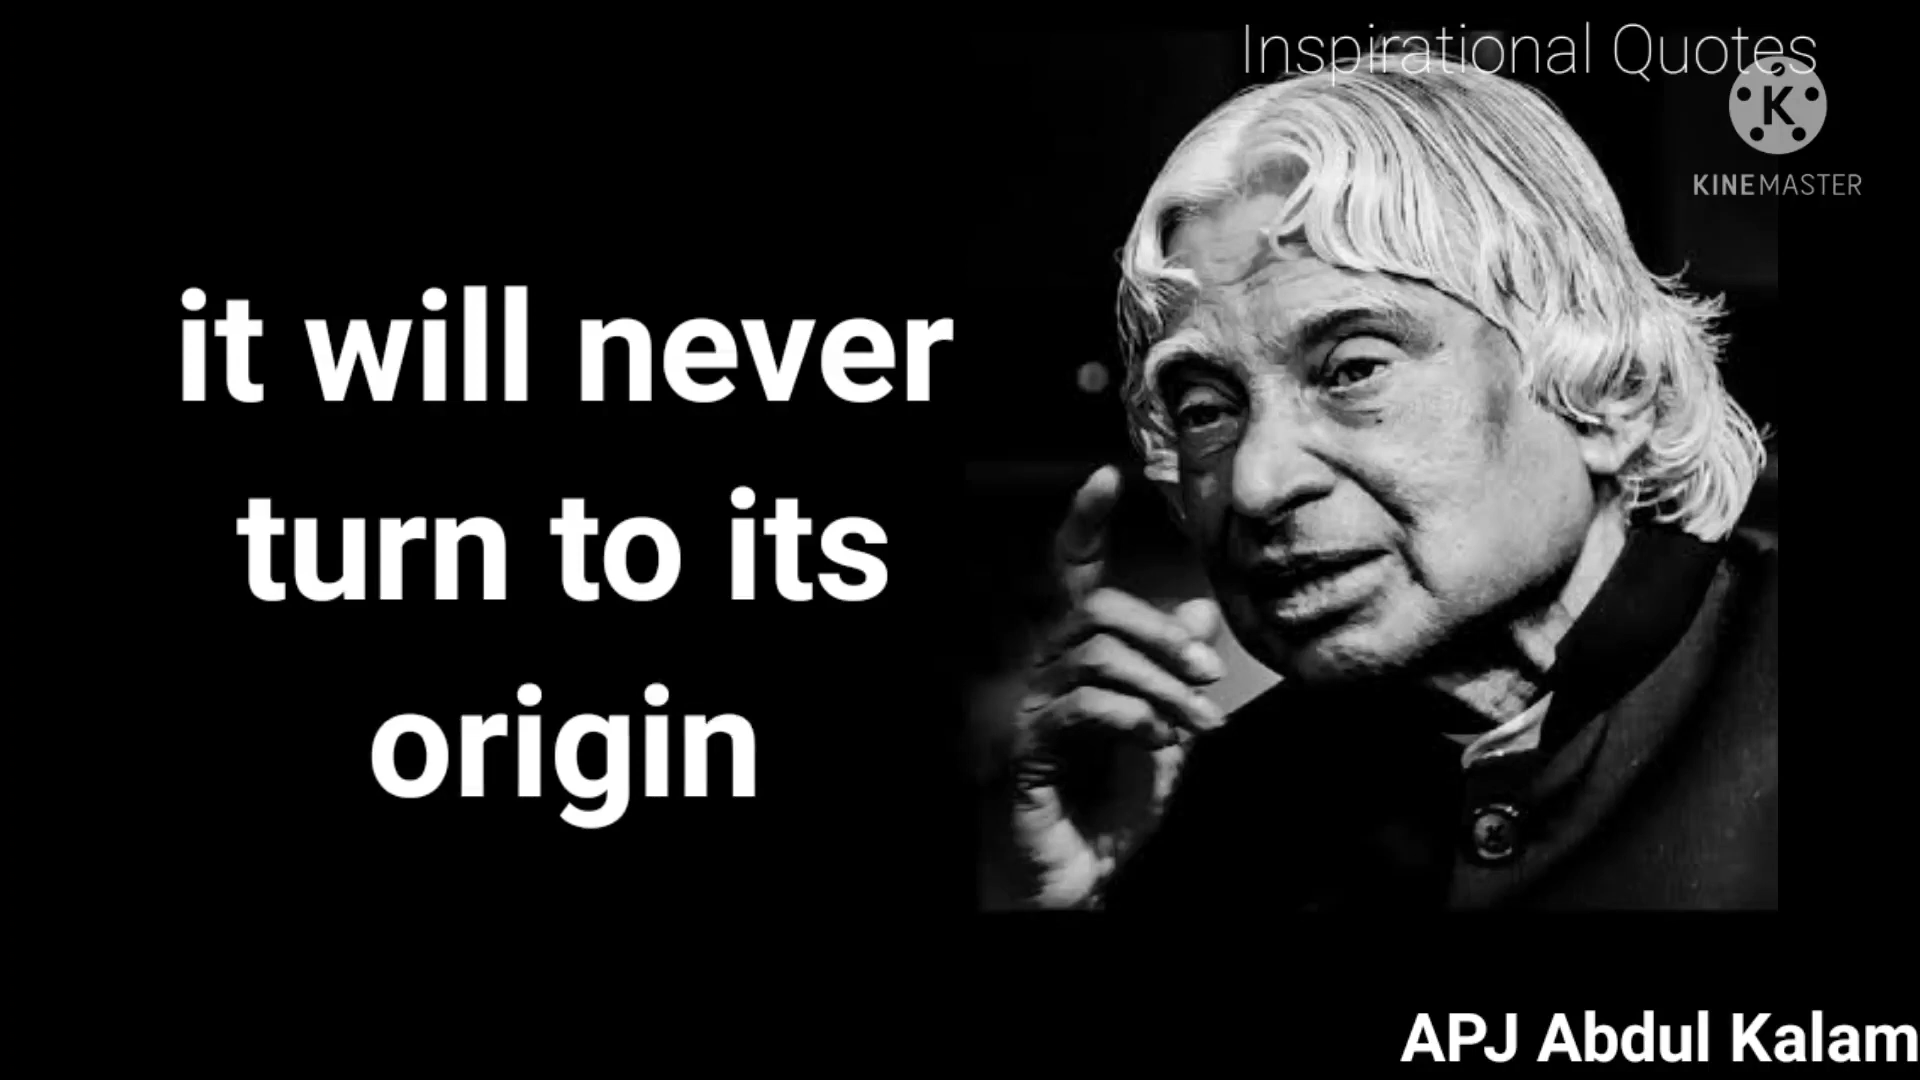 Inspirational Quotes
K
KINEMASTER
it will never
turn to its
origin
APJ Abdul Kalam